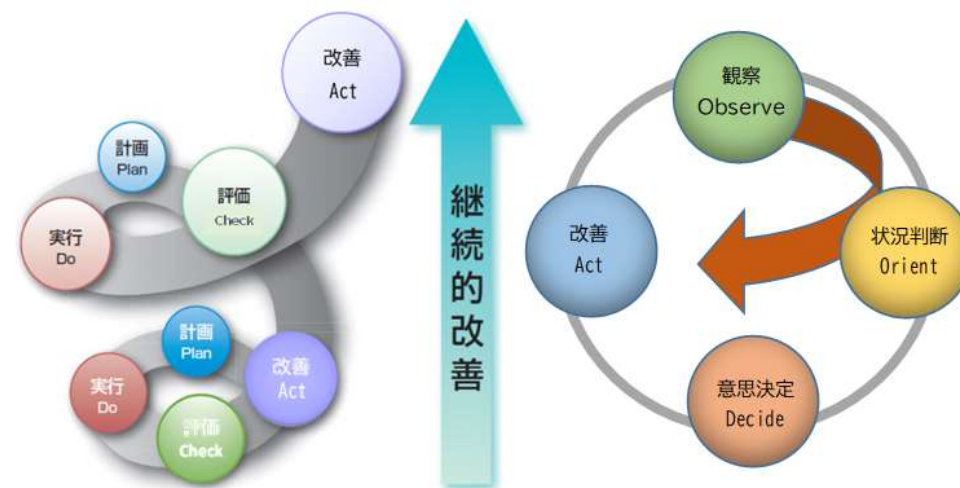 改善
Act
計画
Plan
評価
Check
実行
Do
計画
Plan
改善
Act
実行
Do
評価
Check
継続的改善
観察
Observe
状況判断
Orient
改善
Act
意思決定
Decide